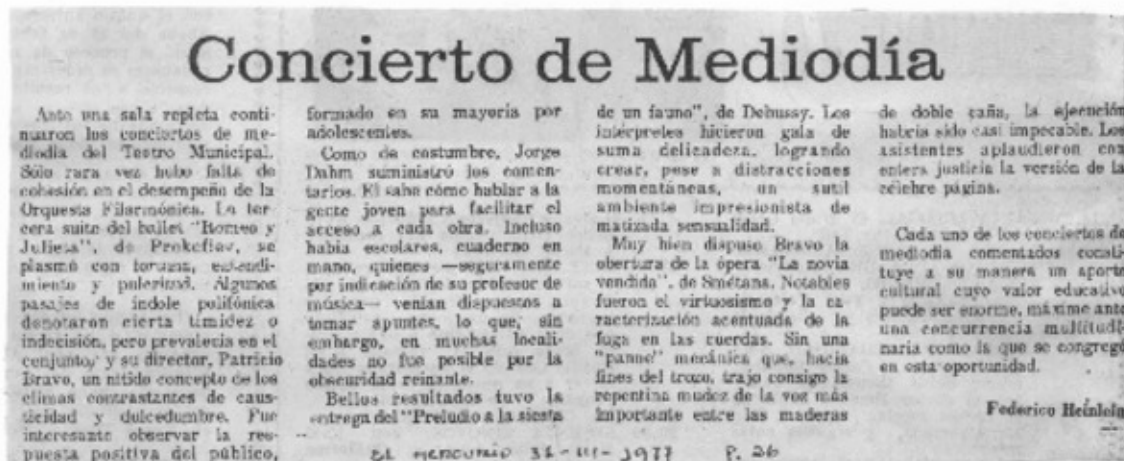 Concierto de Mediodía
Ante una sala repleta conti-
nuaron los conciertos de me-
diodía del Teatro Municipal.
Sólo rara vez hubo falta de
cohesión en el desempeño de la
Orquesta Filarmónica. La ter-
cera suite del ballet "Romeo y
Julieta", de Prokofiev, se
plasmó con fortuna, entendi-
miento y pulcritud. Algunos
pasajes de índole polifónica
denotaron cierta timidez o
indecisión, pero prevalecía en el
conjunto, y su director, Patricio
Bravo, un nítido concepto de los
climas contrastantes de caus-
ticidad y dulcedumbre. Fue
interesante observar la res-
puesta positiva del público,
formado en su mayoría por
adolescentes.
Como de costumbre, Jorge
Dahm suministró los comen-
tarios. El sabe cómo hablar a la
gente joven para facilitar el
acceso a cada obra. Incluso
había escolares, cuaderno en
mano, quienes —seguramente
por indicación de su profesor de
música— venían dispuestos a
tomar apuntes, lo que, sin
embargo, en muchas locali-
dades no fue posible por la
obscuridad reinante.
Bellos resultados tuvo la
entrega del "Preludio a la siesta
de un fauno", de Debussy. Los
intérpretes hicieron gala de
suma delicadeza, logrando
crear, pese a distracciones
momentáneas, un sutil
ambiente impresionista de
matizada sensualidad.
Muy bien dispuso Bravo la
obertura de la ópera "La novia
vendida", de Smetana. Notables
fueron el virtuosismo y la ca-
racterización acentuada de la
fuga en las cuerdas. Sin una
"panne" mecánica que, hacia
fines del trozo, trajo consigo la
repentina mudez de la voz más
importante entre las maderas
de doble caña, la ejecución
habría sido casi impecable. Los
asistentes aplaudieron con
entera justicia la versión de la
célebre página.
Cada uno de los conciertos de
mediodía comentados consti-
tuye a su manera un aporte
cultural cuyo valor educativo
puede ser enorme, máxime ante
una concurrencia multitudi-
naria como la que se congregó
en esta oportunidad.
Federico Heinlein
EL MERCURIO 31-III-1977 P. 26